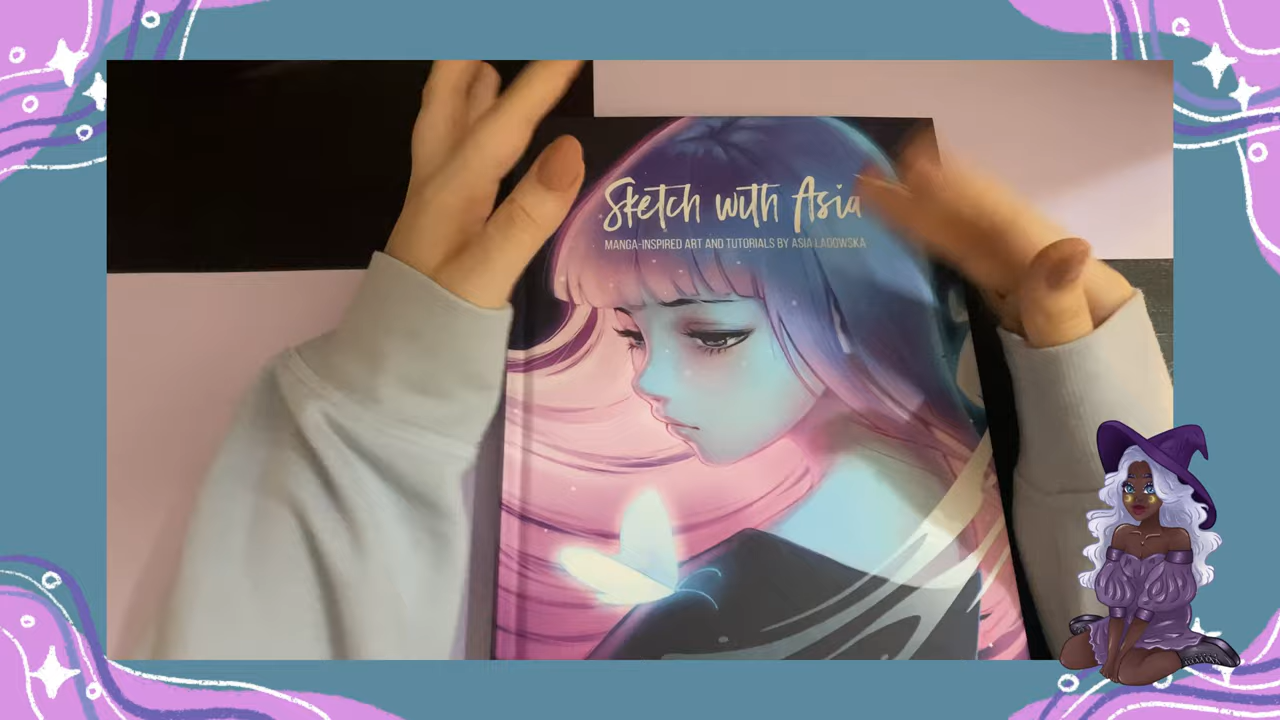 Sketch with Asia
MANGA-INSPIRED ART AND TUTORIALS BY ASIA LADOWSKA